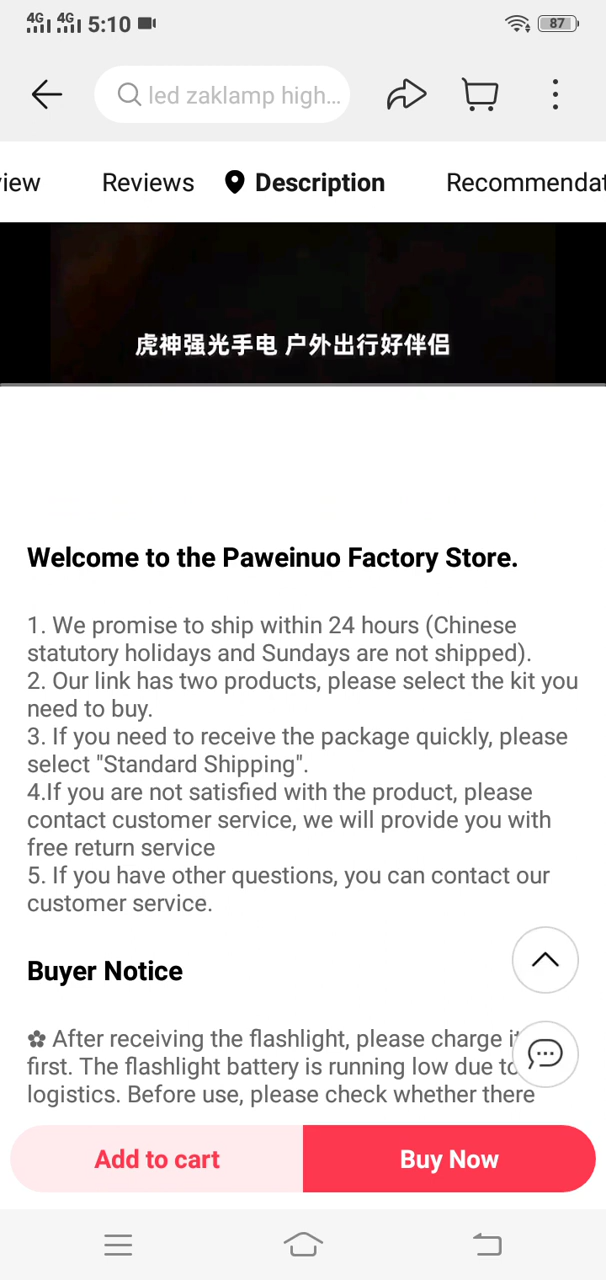 4G 4G 5:10 87
led zaklamp high...
iew Reviews Description Recommendat
虎神强光手电 户外出行好伴侣
Welcome to the Paweinuo Factory Store.
1. We promise to ship within 24 hours (Chinese
statutory holidays and Sundays are not shipped).
2. Our link has two products, please select the kit you
need to buy.
3. If you need to receive the package quickly, please
select "Standard Shipping".
4.If you are not satisfied with the product, please
contact customer service, we will provide you with
free return service
5. If you have other questions, you can contact our
customer service.
Buyer Notice
✿ After receiving the flashlight, please charge it
first. The flashlight battery is running low due to
logistics. Before use, please check whether there
Add to cart Buy Now